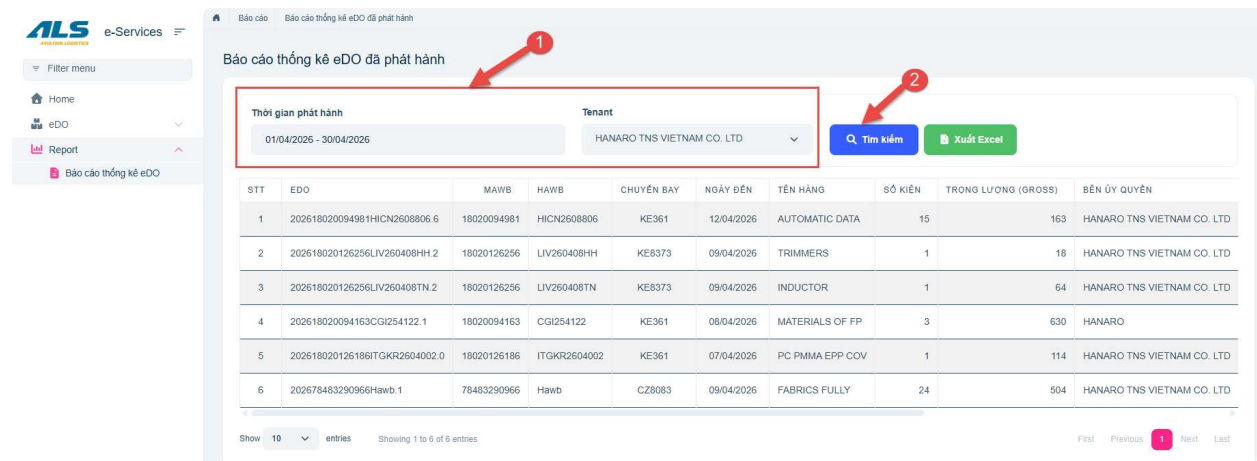 ALS e-Services
AVIATION LOGISTICS
Filter menu
Home
eDO
Report
Báo cáo thống kê eDO
Báo cáo Báo cáo thống kê eDO đã phát hành
Báo cáo thống kê eDO đã phát hành
1
2
Thời gian phát hành Tenant
01/04/2026 - 30/04/2026 HANARO TNS VIETNAM CO. LTD Tìm kiếm Xuất Excel
STT EDO MAWB HAWB CHUYẾN BAY NGÀY ĐẾN TÊN HÀNG SỐ KIỆN TRỌNG LƯỢNG (GROSS) BÊN ỦY QUYỀN
1 202618020094981HICN2608806.6 18020094981 HICN2608806 KE361 12/04/2026 AUTOMATIC DATA 15 163 HANARO TNS VIETNAM CO. LTD
2 202618020126256LIV260408HH.2 18020126256 LIV260408HH KE8373 09/04/2026 TRIMMERS 1 18 HANARO TNS VIETNAM CO. LTD
3 202618020126256LIV260408TN.2 18020126256 LIV260408TN KE8373 09/04/2026 INDUCTOR 1 64 HANARO TNS VIETNAM CO. LTD
4 202618020094163CGI254122.1 18020094163 CGI254122 KE361 08/04/2026 MATERIALS OF FP 3 630 HANARO
5 202618020126186ITGKR2604002.0 18020126186 ITGKR2604002 KE361 07/04/2026 PC PMMA EPP COV 1 114 HANARO TNS VIETNAM CO. LTD
6 202678483290966Hawb.1 78483290966 Hawb CZ8083 09/04/2026 FABRICS FULLY 24 504 HANARO TNS VIETNAM CO. LTD
Show 10 entries Showing 1 to 6 of 6 entries First Previous 1 Next Last